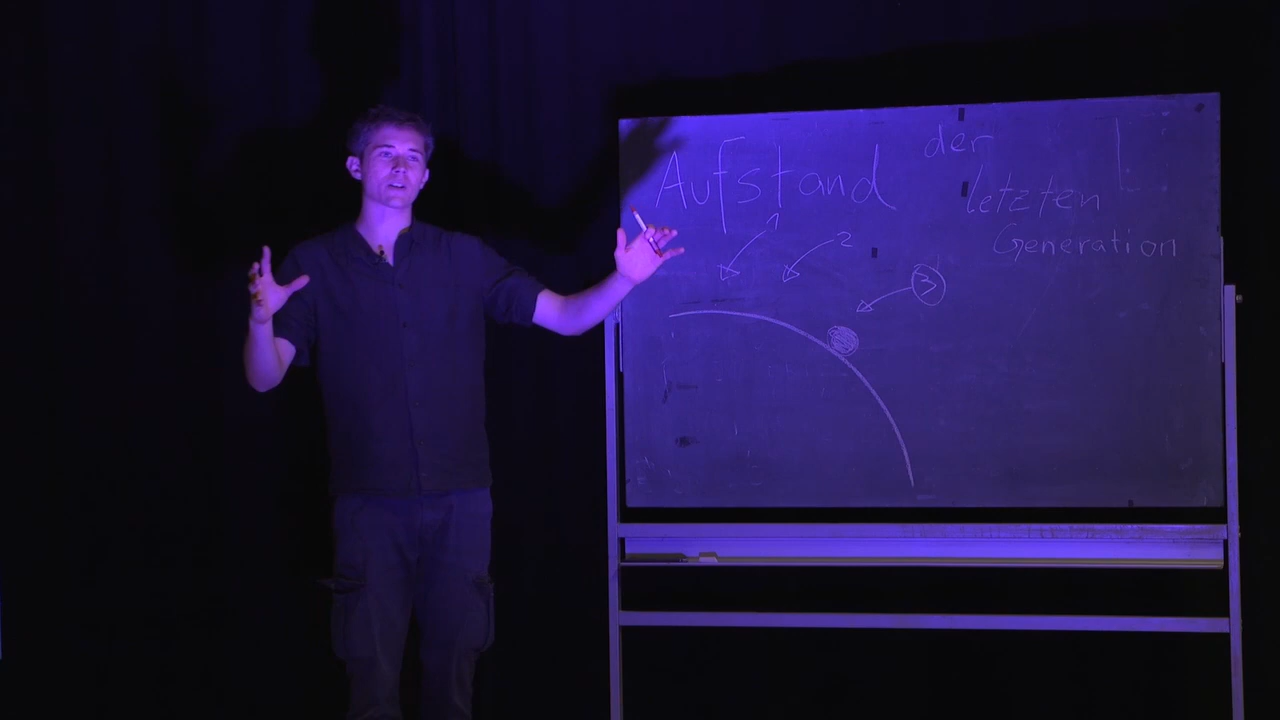 Aufstand
der
letzten
Generation
1
2
3